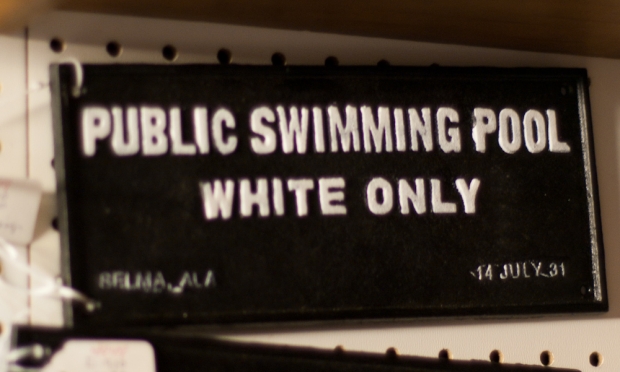 PUBLIC SWIMMING POOL
WHITE ONLY
SELMA, ALA
14 JULY 31